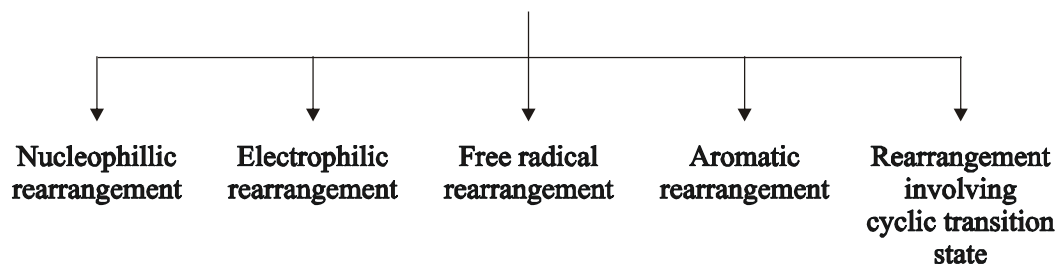 Nucleophillic
rearrangement
Electrophilic
rearrangement
Free radical
rearrangement
Aromatic
rearrangement
Rearrangement
involving
cyclic transition
state